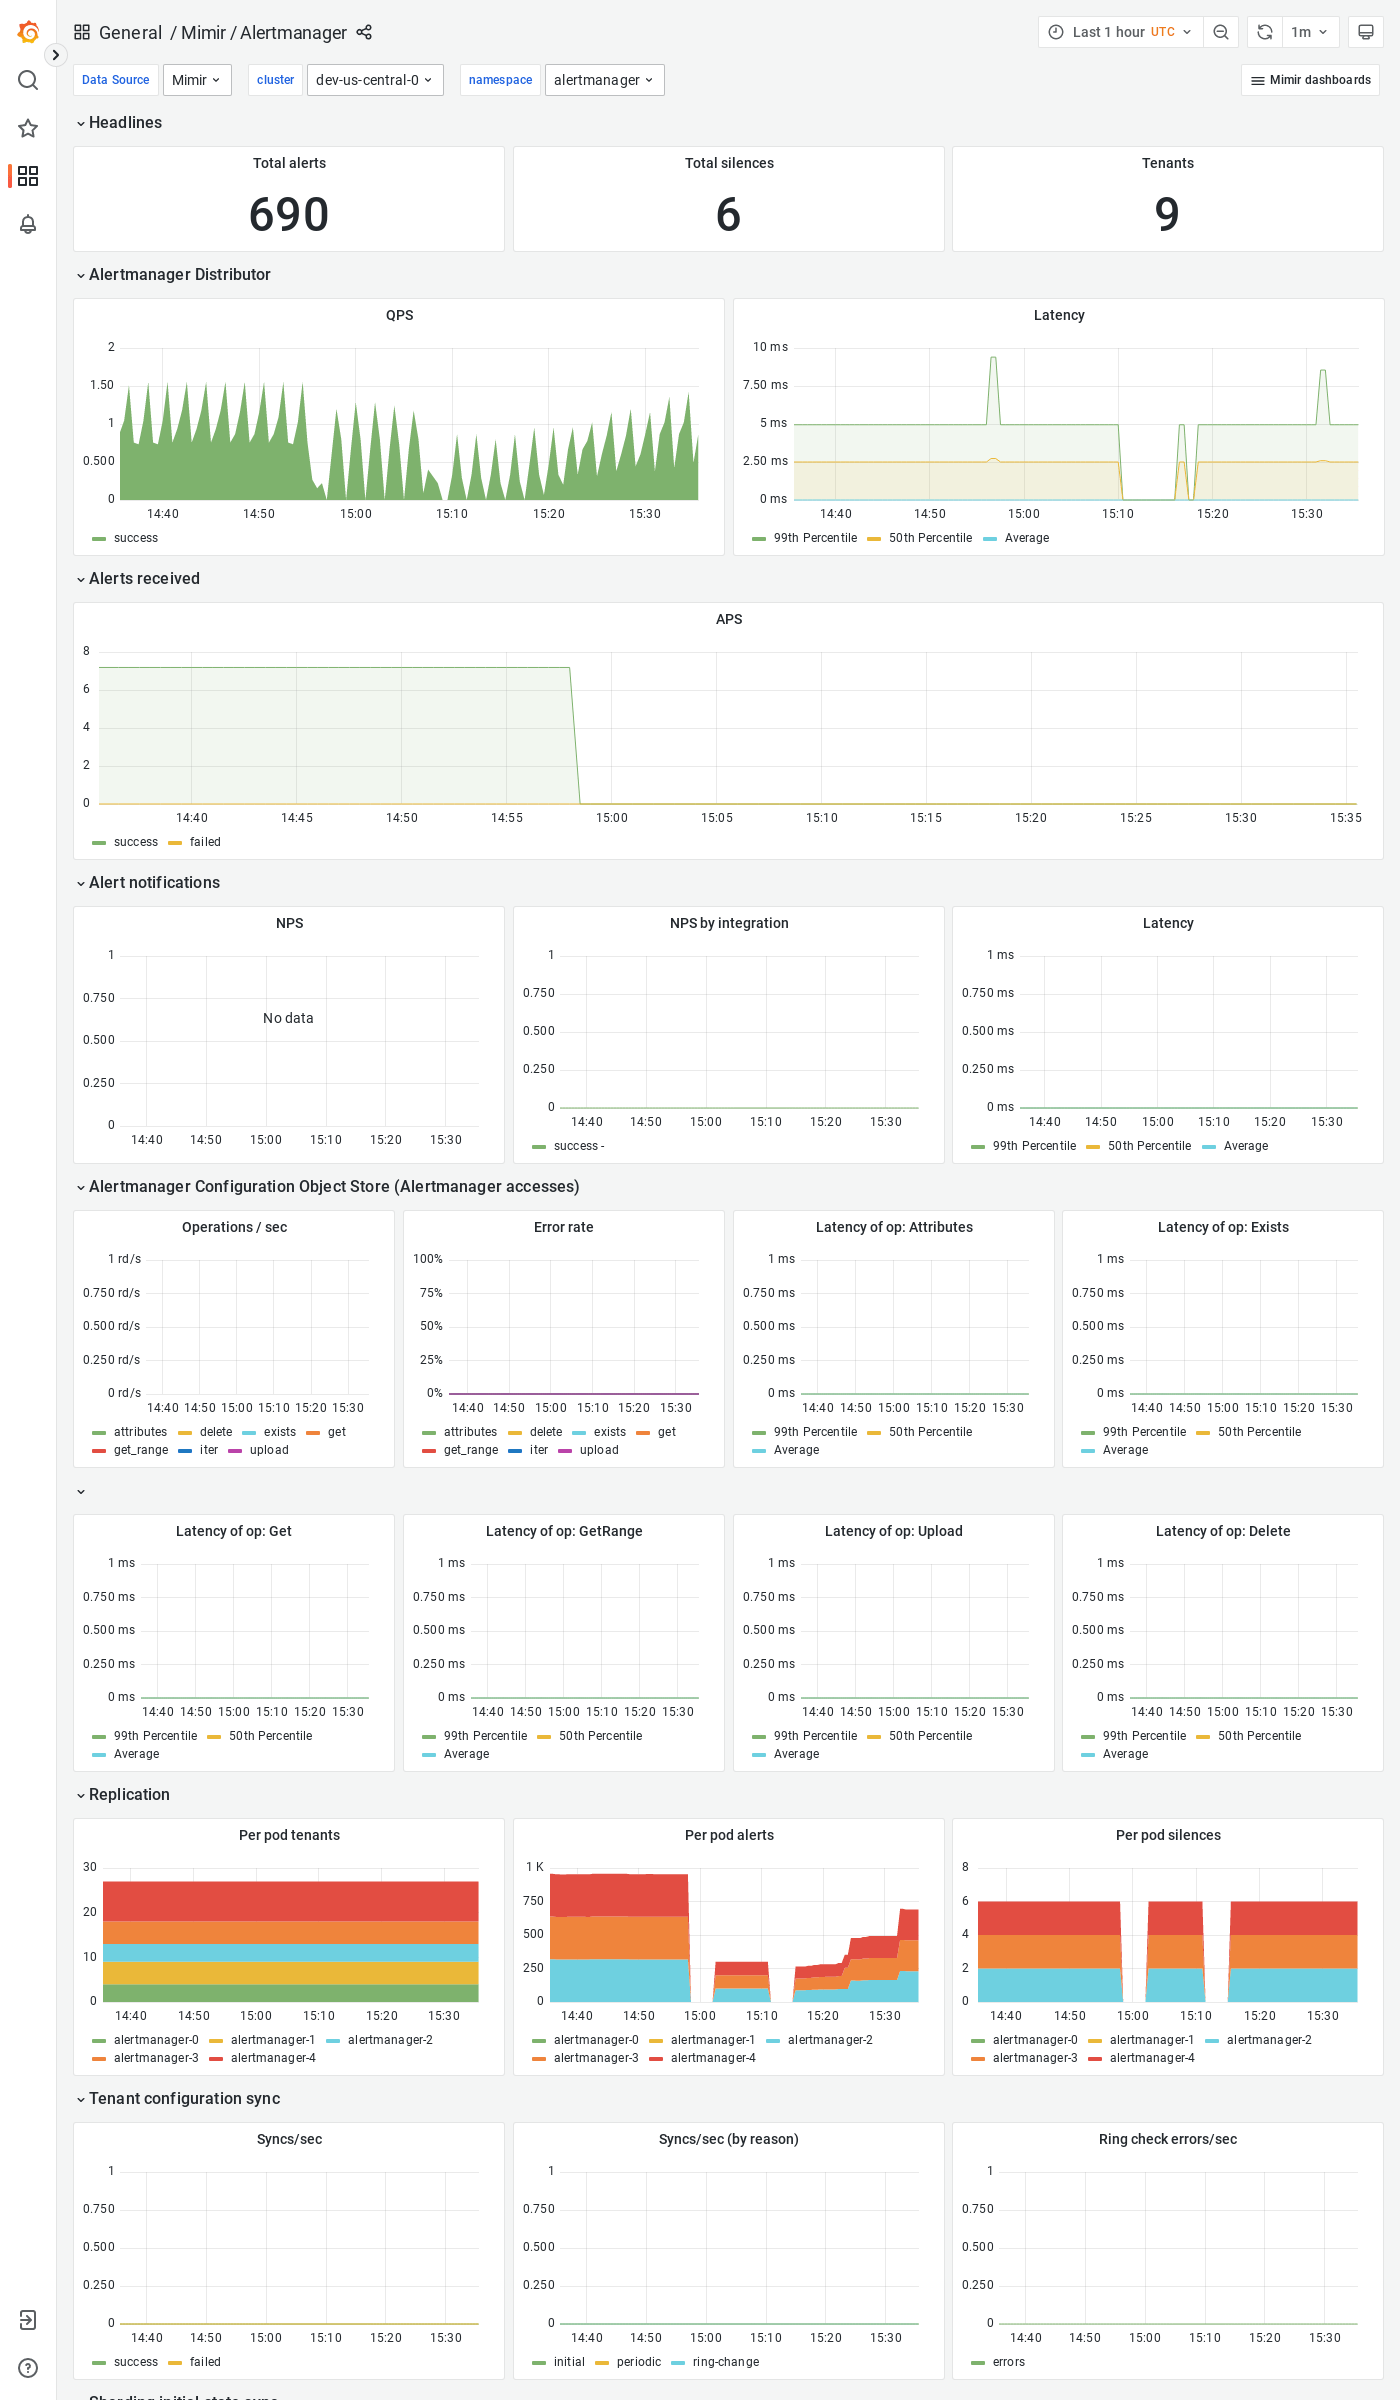 General / Mimir / Alertmanager
Last 1 hour UTC
1m
Data Source Mimir cluster dev-us-central-0 namespace alertmanager Mimir dashboards
Headlines
Total alerts
690
Total silences
6
Tenants
9
Alertmanager Distributor
QPS
2
1.50
1
0.500
0
14:40 14:50 15:00 15:10 15:20 15:30
success
Latency
10 ms
7.50 ms
5 ms
2.50 ms
0 ms
14:40 14:50 15:00 15:10 15:20 15:30
99th Percentile 50th Percentile Average
Alerts received
APS
8
6
4
2
0
14:40 14:45 14:50 14:55 15:00 15:05 15:10 15:15 15:20 15:25 15:30 15:35
success failed
Alert notifications
NPS
1
0.750
0.500
0.250
0
No data
14:40 14:50 15:00 15:10 15:20 15:30
NPS by integration
1
0.750
0.500
0.250
0
14:40 14:50 15:00 15:10 15:20 15:30
success -
Latency
1 ms
0.750 ms
0.500 ms
0.250 ms
0 ms
14:40 14:50 15:00 15:10 15:20 15:30
99th Percentile 50th Percentile Average
Alertmanager Configuration Object Store (Alertmanager accesses)
Operations / sec
1 rd/s
0.750 rd/s
0.500 rd/s
0.250 rd/s
0 rd/s
14:40 14:50 15:00 15:10 15:20 15:30
attributes delete exists get
get_range iter upload
Error rate
100%
75%
50%
25%
0%
14:40 14:50 15:00 15:10 15:20 15:30
attributes delete exists get
get_range iter upload
Latency of op: Attributes
1 ms
0.750 ms
0.500 ms
0.250 ms
0 ms
14:40 14:50 15:00 15:10 15:20 15:30
99th Percentile 50th Percentile
Average
Latency of op: Exists
1 ms
0.750 ms
0.500 ms
0.250 ms
0 ms
14:40 14:50 15:00 15:10 15:20 15:30
99th Percentile 50th Percentile
Average
Latency of op: Get
1 ms
0.750 ms
0.500 ms
0.250 ms
0 ms
14:40 14:50 15:00 15:10 15:20 15:30
99th Percentile 50th Percentile
Average
Latency of op: GetRange
1 ms
0.750 ms
0.500 ms
0.250 ms
0 ms
14:40 14:50 15:00 15:10 15:20 15:30
99th Percentile 50th Percentile
Average
Latency of op: Upload
1 ms
0.750 ms
0.500 ms
0.250 ms
0 ms
14:40 14:50 15:00 15:10 15:20 15:30
99th Percentile 50th Percentile
Average
Latency of op: Delete
1 ms
0.750 ms
0.500 ms
0.250 ms
0 ms
14:40 14:50 15:00 15:10 15:20 15:30
99th Percentile 50th Percentile
Average
Replication
Per pod tenants
30
20
10
0
14:40 14:50 15:00 15:10 15:20 15:30
alertmanager-0 alertmanager-1 alertmanager-2
alertmanager-3 alertmanager-4
Per pod alerts
1 K
750
500
250
0
14:40 14:50 15:00 15:10 15:20 15:30
alertmanager-0 alertmanager-1 alertmanager-2
alertmanager-3 alertmanager-4
Per pod silences
8
6
4
2
0
14:40 14:50 15:00 15:10 15:20 15:30
alertmanager-0 alertmanager-1 alertmanager-2
alertmanager-3 alertmanager-4
Tenant configuration sync
Syncs/sec
1
0.750
0.500
0.250
0
14:40 14:50 15:00 15:10 15:20 15:30
success failed
Syncs/sec (by reason)
1
0.750
0.500
0.250
0
14:40 14:50 15:00 15:10 15:20 15:30
initial periodic ring-change
Ring check errors/sec
1
0.750
0.500
0.250
0
14:40 14:50 15:00 15:10 15:20 15:30
errors